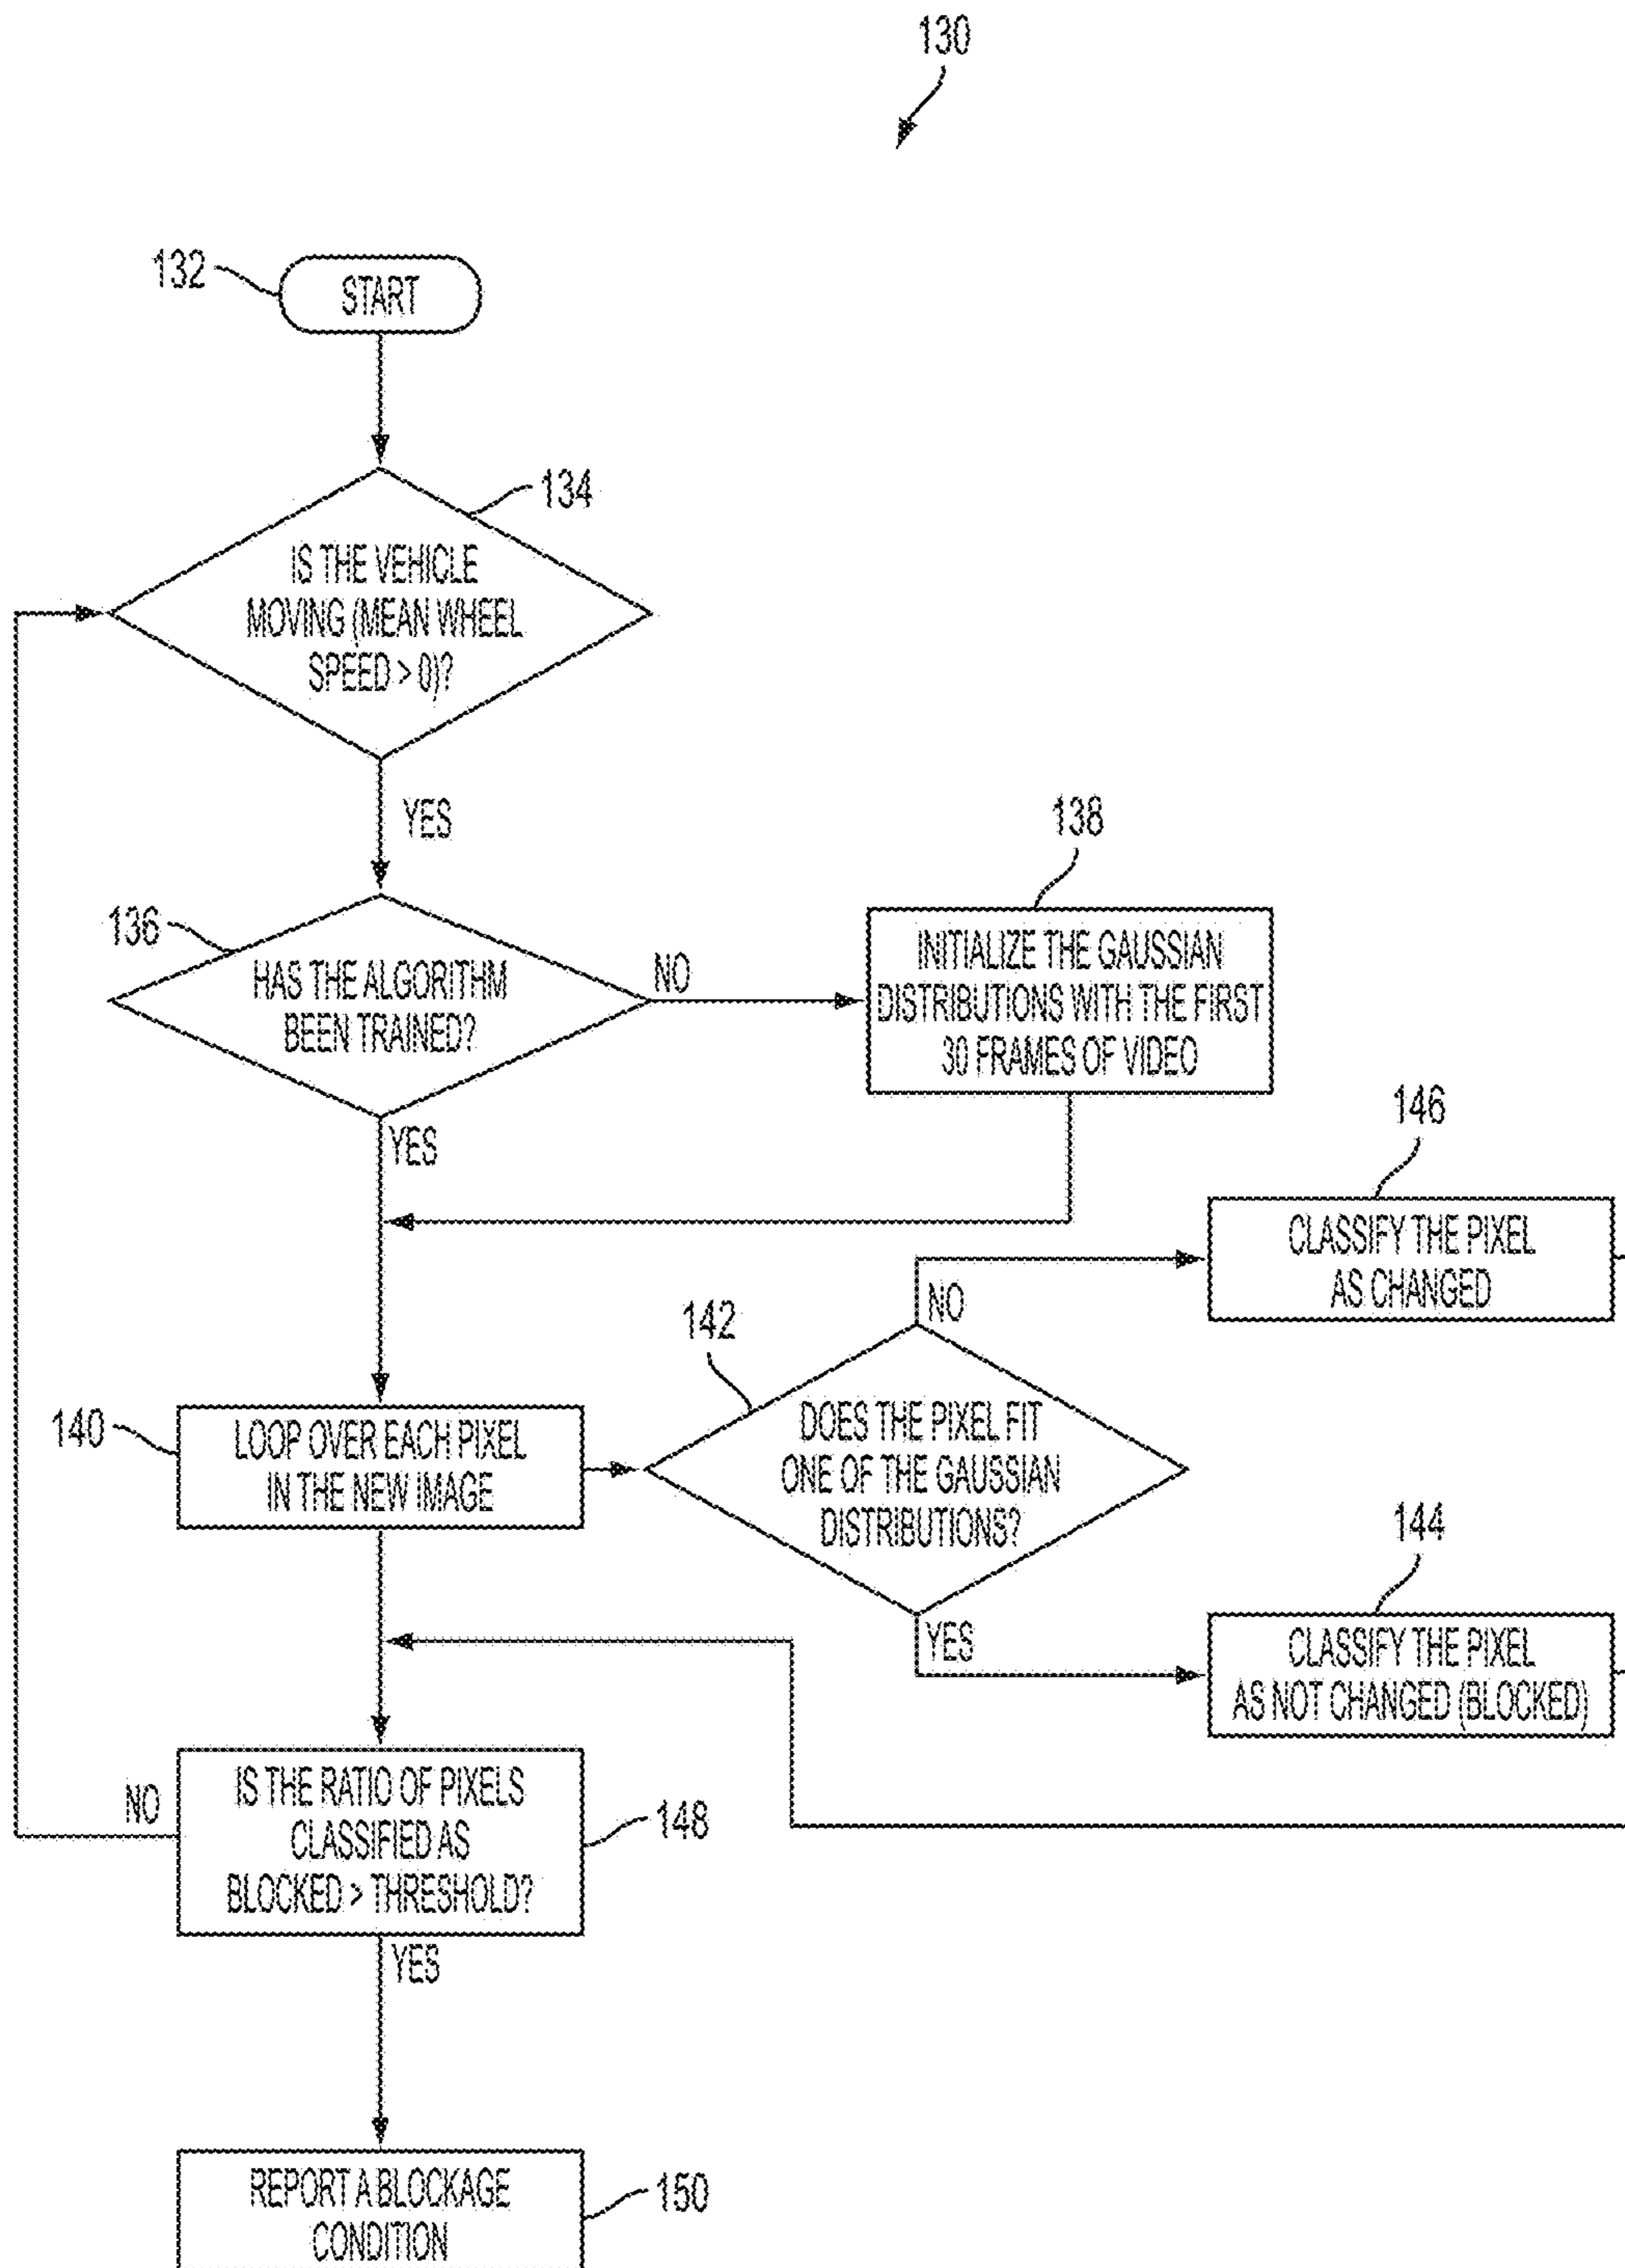 130
132
START
134
IS THE VEHICLE
MOVING (MEAN WHEEL
SPEED > 0)?
YES
138
136
HAS THE ALGORITHM
BEEN TRAINED?
NO
INITIALIZE THE GAUSSIAN
DISTRIBUTIONS WITH THE FIRST
30 FRAMES OF VIDEO
YES
146
CLASSIFY THE PIXEL
AS CHANGED
NO
142
140
LOOP OVER EACH PIXEL
IN THE NEW IMAGE
DOES THE PIXEL FIT
ONE OF THE GAUSSIAN
DISTRIBUTIONS?
144
YES
CLASSIFY THE PIXEL
AS NOT CHANGED (BLOCKED)
NO
IS THE RATIO OF PIXELS
CLASSIFIED AS
BLOCKED > THRESHOLD?
148
YES
REPORT A BLOCKAGE
CONDITION
150